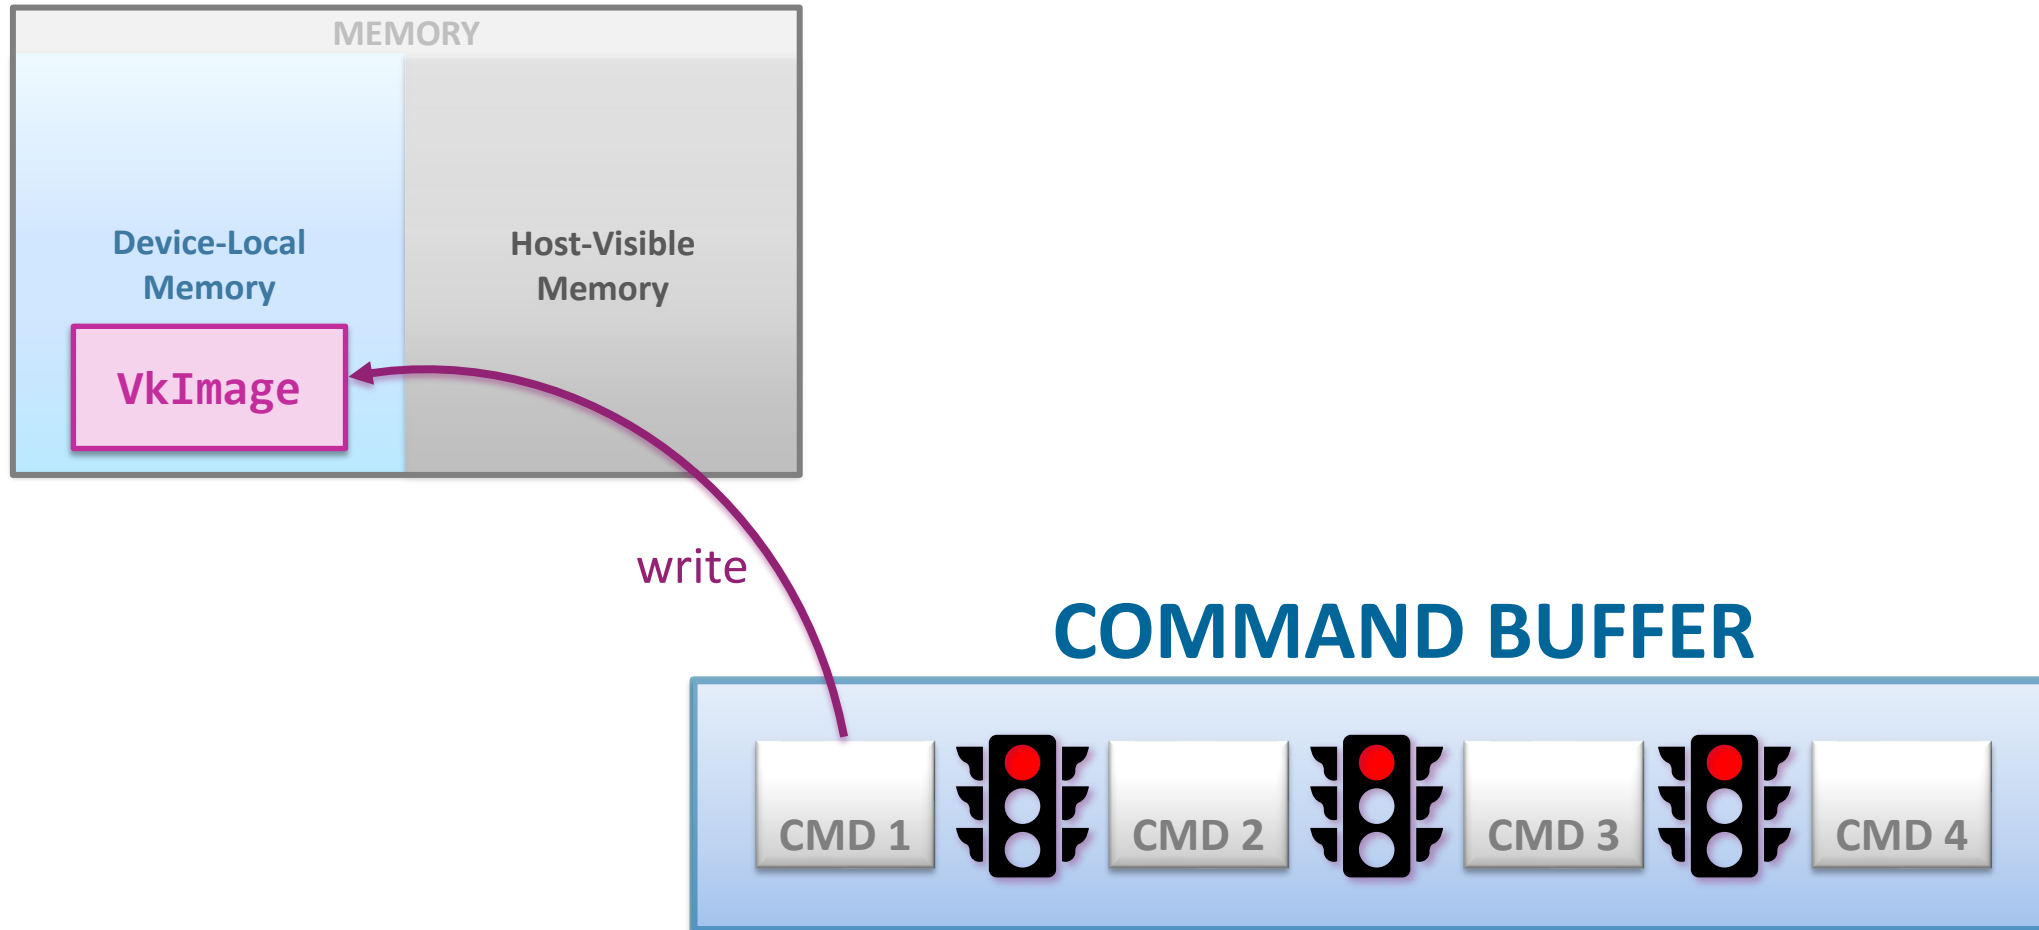 MEMORY
Device-Local
Memory
Host-Visible
Memory
VkImage
write
COMMAND BUFFER
CMD 1
CMD 2
CMD 3
CMD 4